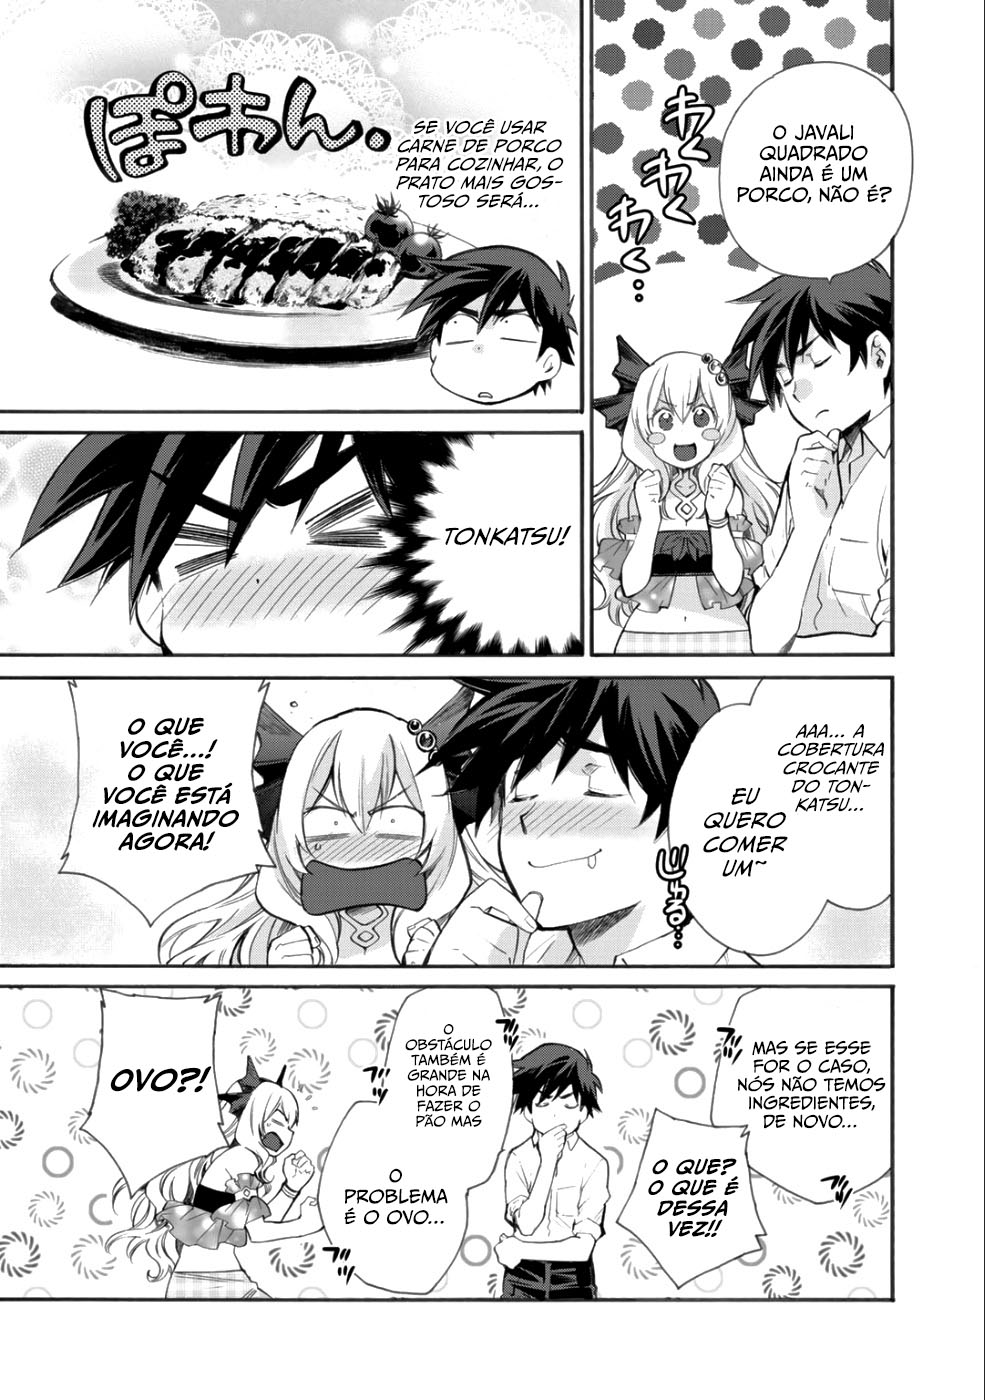 O JAVALI
QUADRADO
AINDA É UM
PORCO, NÃO É?
わくわく
わくわく...
ぽわん.
SE VOCÊ USAR
CARNE DE PORCO
PARA COZINHAR, O
PRATO MAIS GOS-
TOSO SERÁ...
TONKATSU!
AAA... A
COBERTURA
CROCANTE
DO TON-
KATSU...
EU
QUERO
COMER
UM~
じゅる...
O QUE
VOCÊ...!
O QUE
VOCÊ ESTÁ
IMAGINANDO
AGORA!
MAS SE ESSE
FOR O CASO,
NÓS NÃO TEMOS
INGREDIENTES,
DE NOVO...
O QUE?
O QUE É
DESSA
VEZ!!
O
OBSTÁCULO
TAMBÉM É
GRANDE NA
HORA DE
FAZER O
PÃO MAS
O
PROBLEMA
É O OVO...
OVO?!